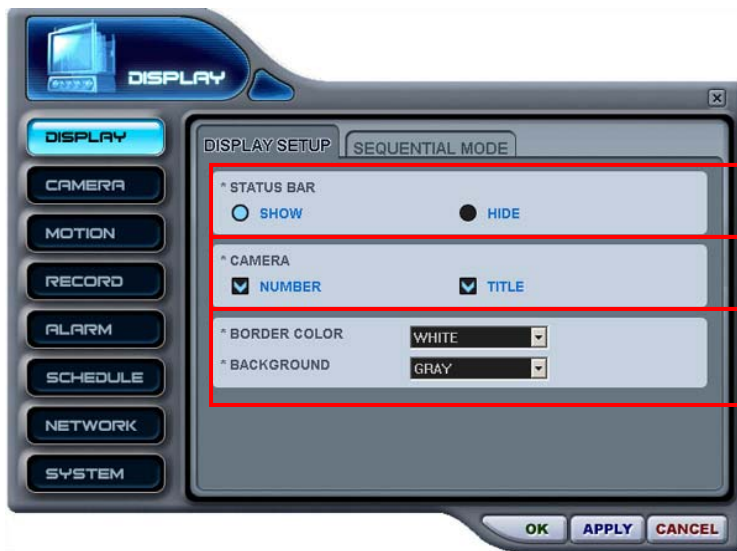 DISPLAY
DISPLAY
CAMERA
MOTION
RECORD
ALARM
SCHEDULE
NETWORK
SYSTEM
DISPLAY SETUP
SEQUENTIAL MODE
* STATUS BAR
SHOW HIDE
* CAMERA
NUMBER TITLE
* BORDER COLOR WHITE
* BACKGROUND GRAY
OK APPLY CANCEL